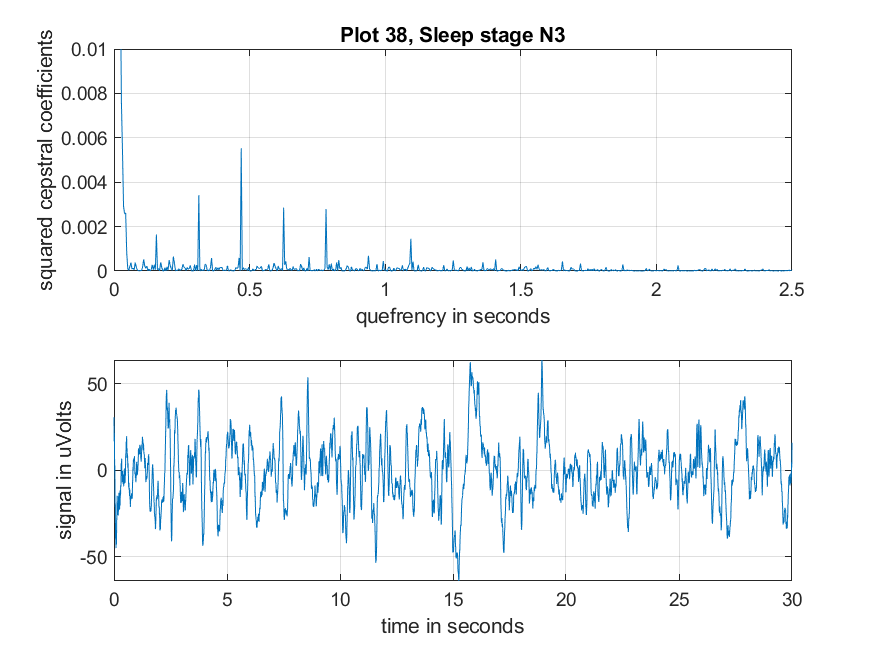 Plot 38, Sleep stage N3
squared cepstral coefficients
0.01
0.008
0.006
0.004
0.002
0
0 0.5 1 1.5 2 2.5
quefrency in seconds
signal in uVolts
50
0
-50
0 5 10 15 20 25 30
time in seconds